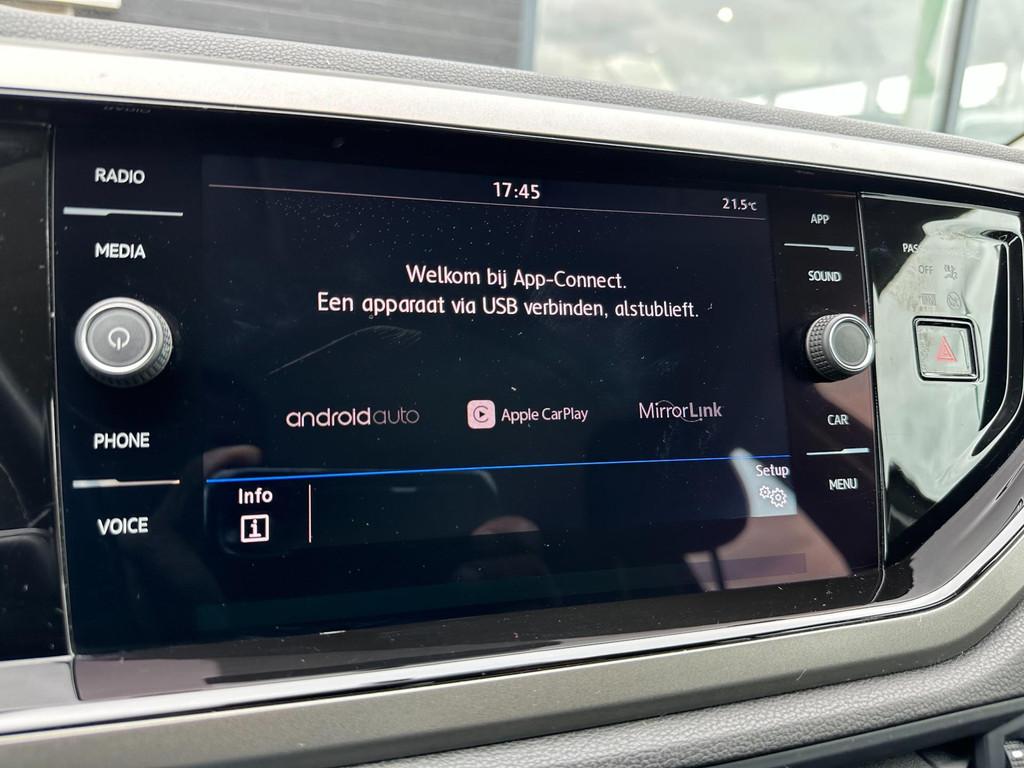 RADIO
MEDIA
PHONE
VOICE
17:45
21.5°C
Welkom bij App-Connect.
Een apparaat via USB verbinden, alstublieft.
androidauto
Apple CarPlay
MirrorLink
Info
i
Setup
APP
SOUND
CAR
MENU
OFF